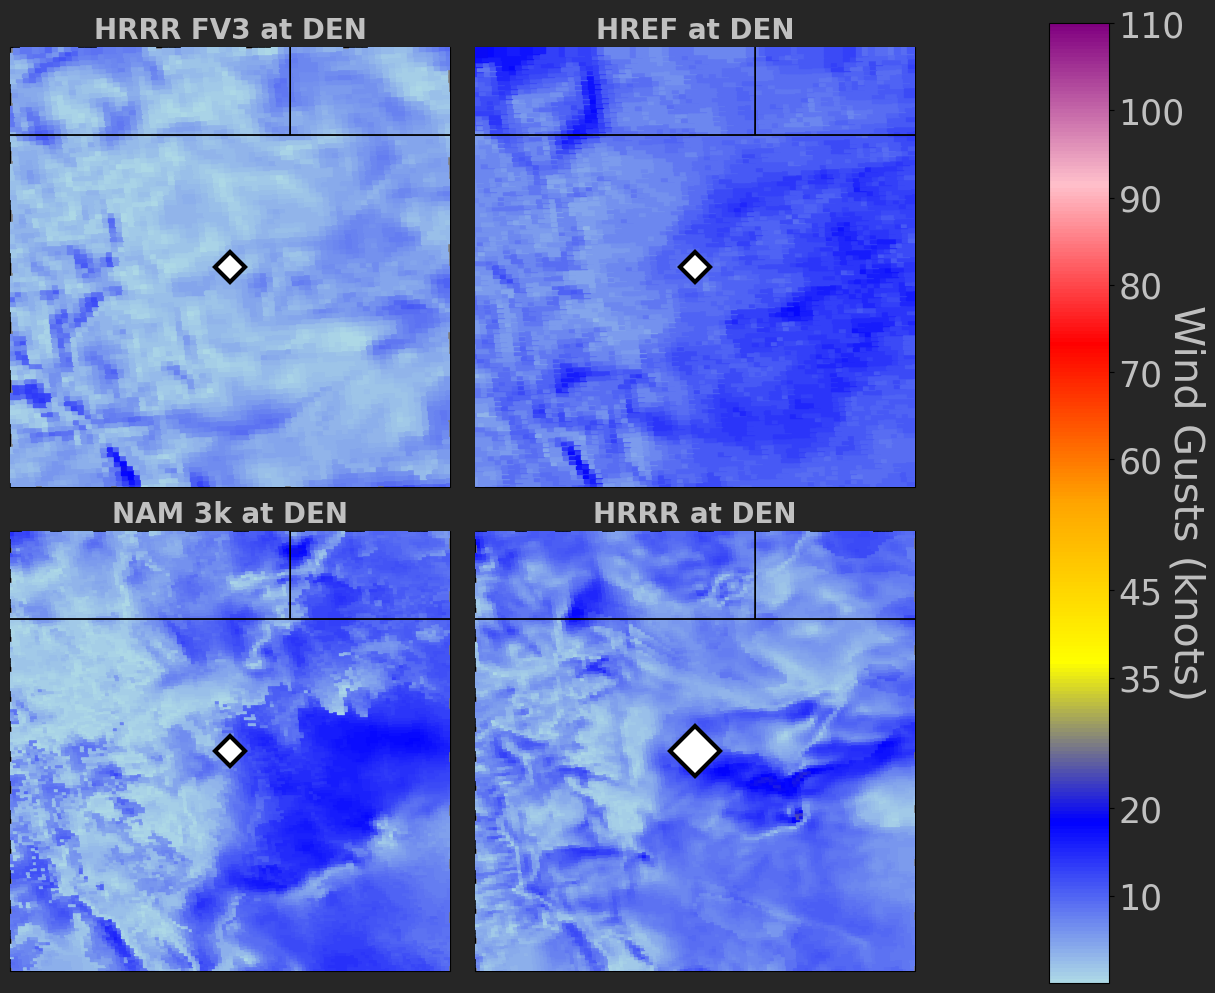 HRRR FV3 at DEN
HREF at DEN
NAM 3k at DEN
HRRR at DEN
110
100
90
80
70
60
45
35
20
10
Wind Gusts (knots)